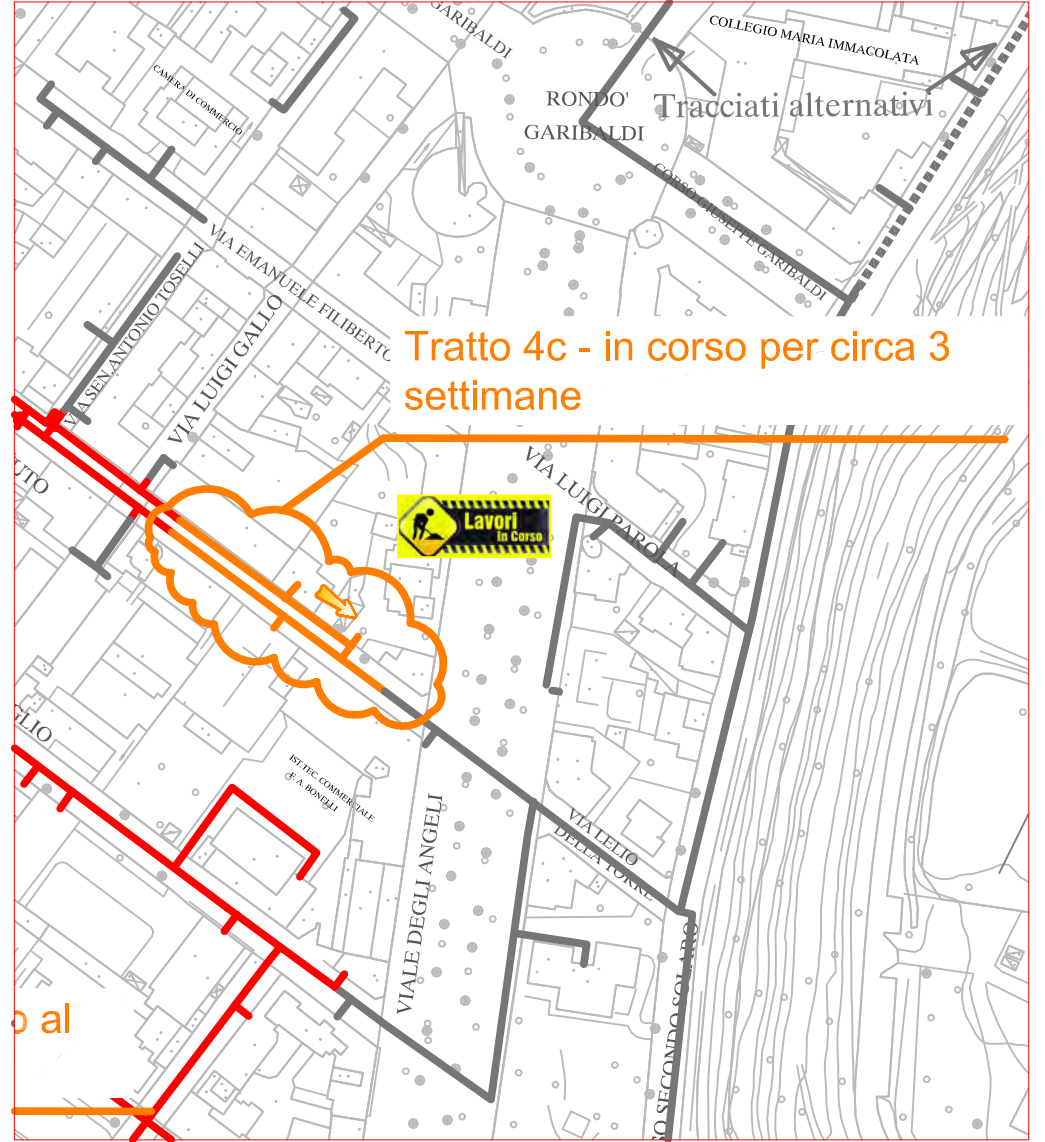 GARIBALDI
COLLEGIO MARIA IMMACOLATA
CAMERA DI COMMERCIO
RONDO'
GARIBALDI
Tracciati alternativi
CORSO GIUSEPPE GARIBALDI
VIA EMANUELE FILIBERTO
VIA SEN.ANTONIO TOSELLI
VIA LUIGI GALLO
Tratto 4c - in corso per circa 3
settimane
VIA LUIGI PAROLA
UTO
Lavori
In Corso
GLIO
IST.TEC. COMMERCIALE
F. A. BONELLI
VIALE DEGLI ANGELI
VIA LELIO
DELLA TORRE
SO SECONDO SOLARO
o al